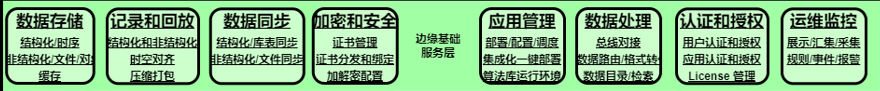 数据存储
结构化/时序
非结构化/文件/对
缓存
记录和回放
结构化和非结构化
时空对齐
压缩打包
数据同步
结构化/库表同步
非结构化/文件同步
加密和安全
证书管理
证书分发和绑定
加解密配置
边缘基础
服务层
应用管理
部署/配置/调度
集成化一键部署
算法库运行环境
数据处理
总线对接
数据路由/格式转
数据目录/检索
认证和授权
用户认证和授权
应用认证和授权
License 管理
运维监控
展示/汇集/采集
规则/事件/报警